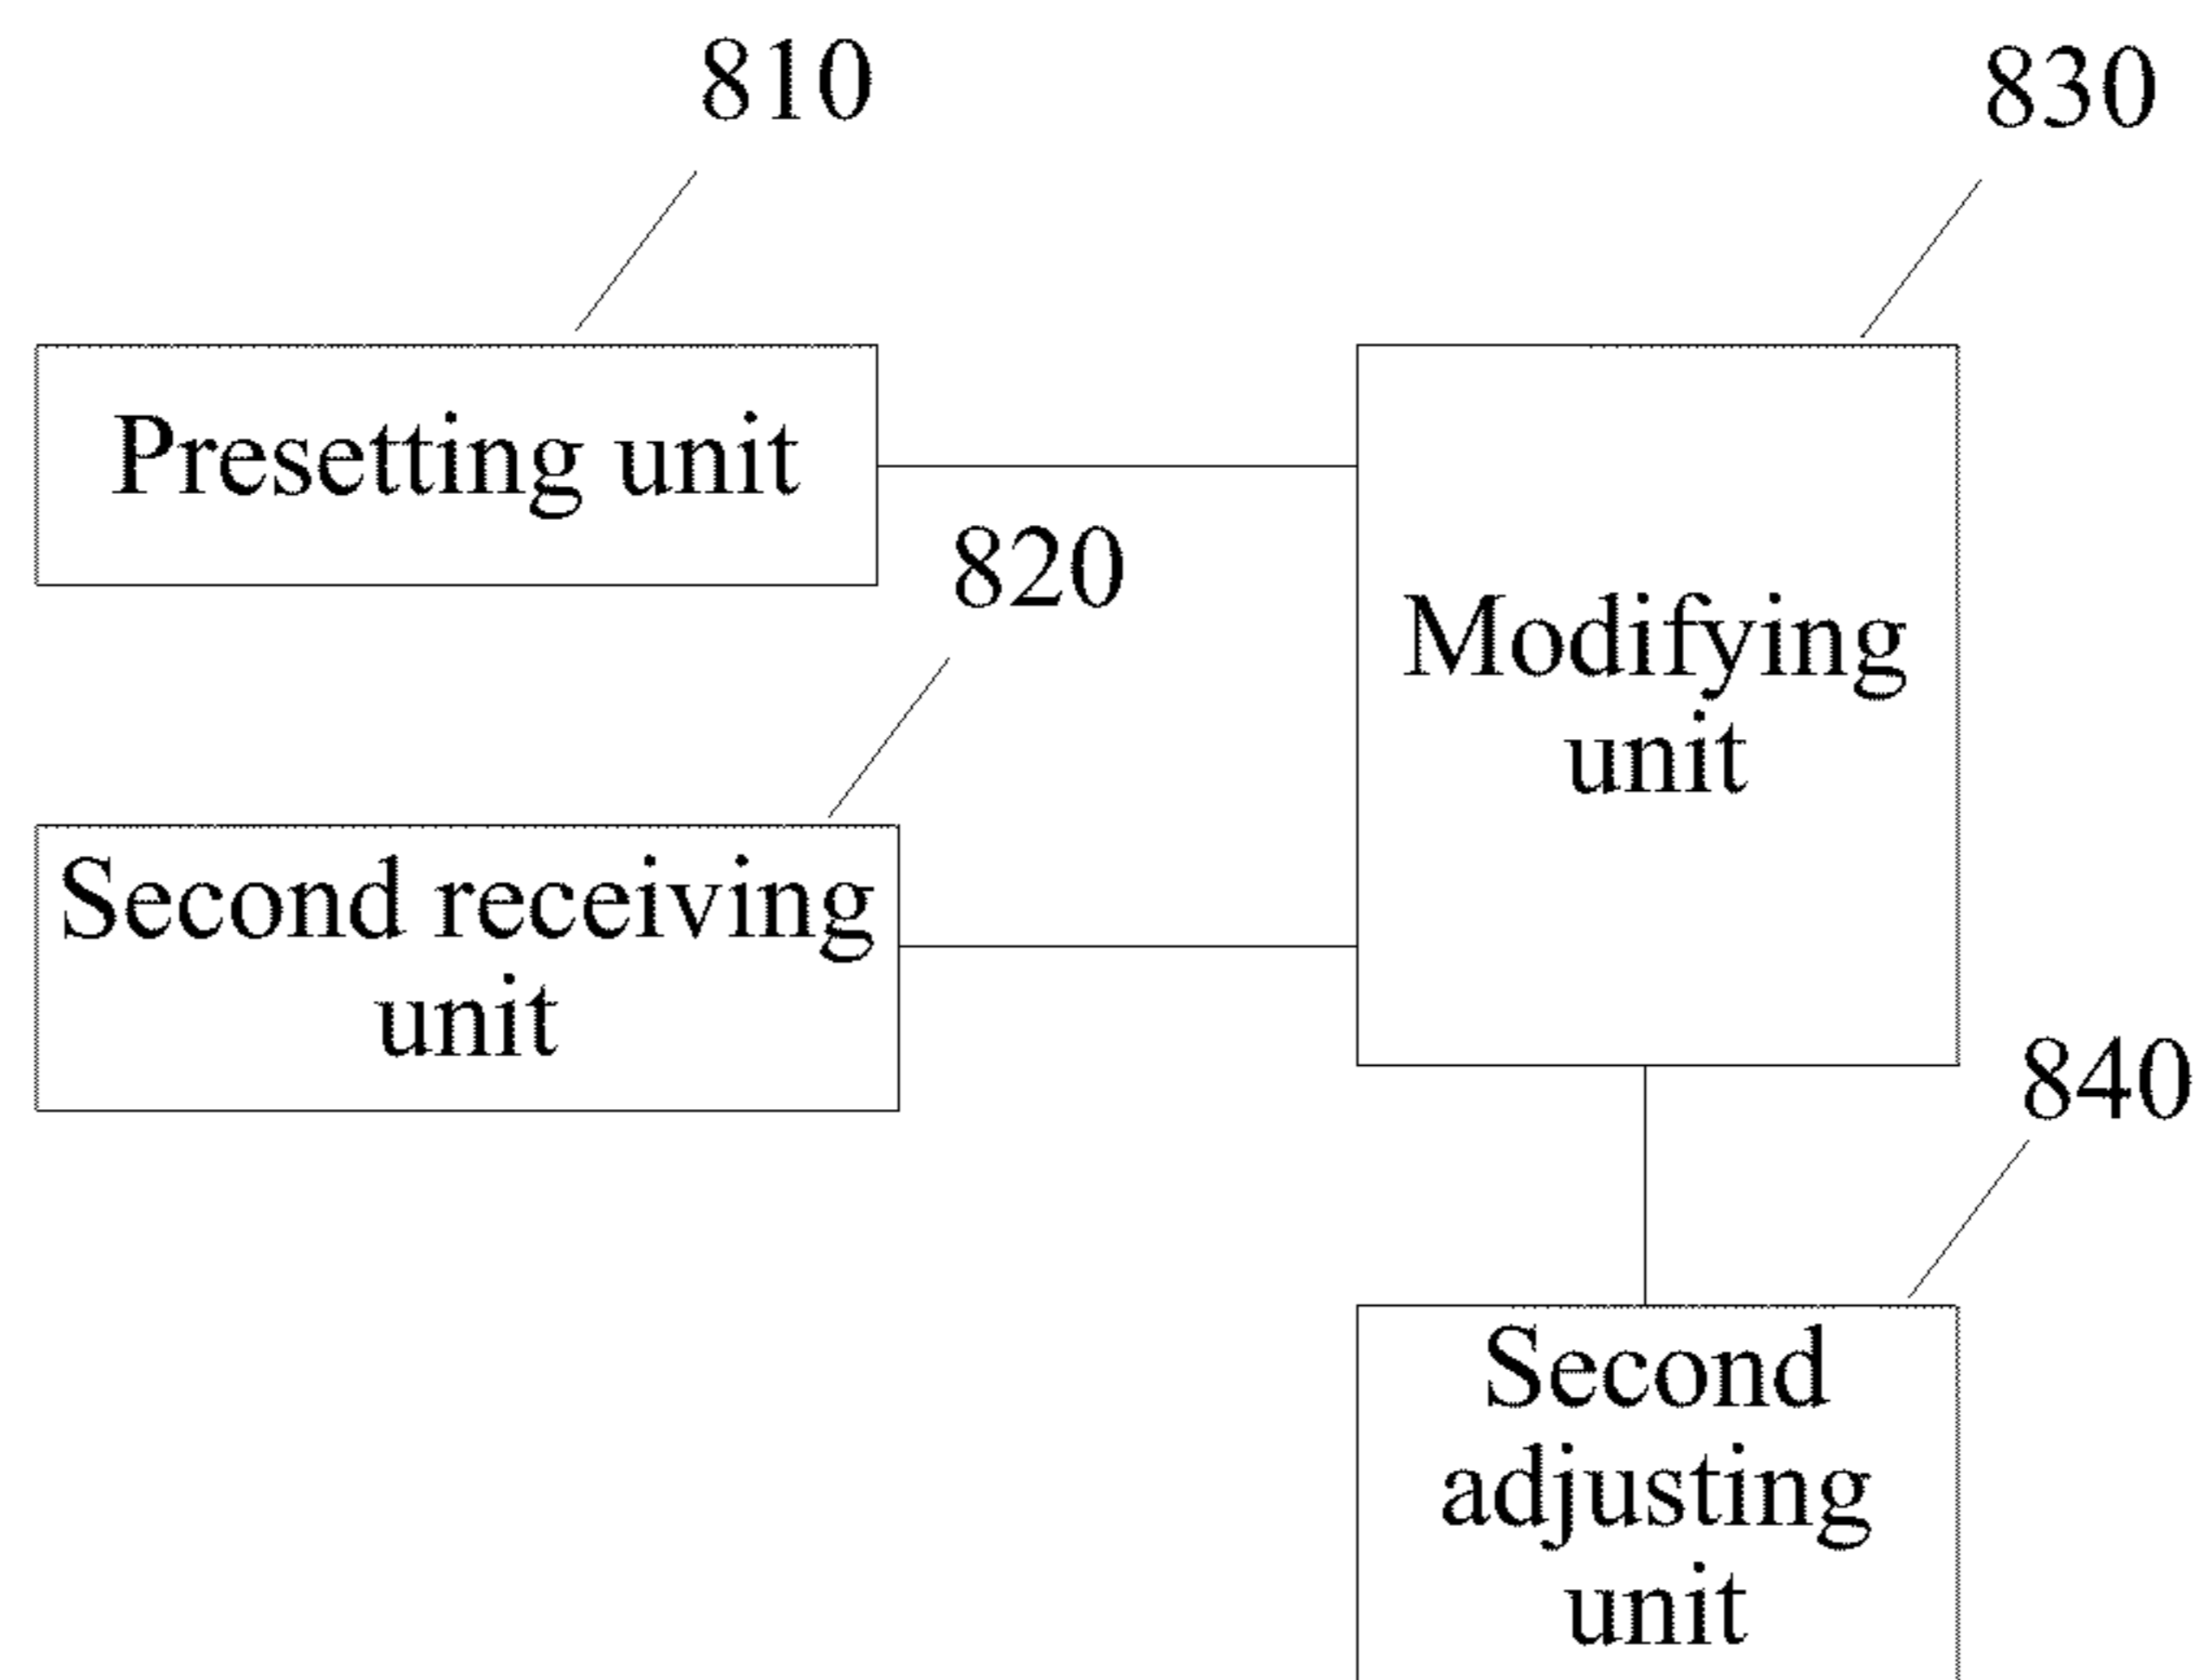 810
830
Presetting unit
820
Modifying
unit
Second receiving
unit
840
Second
adjusting
unit